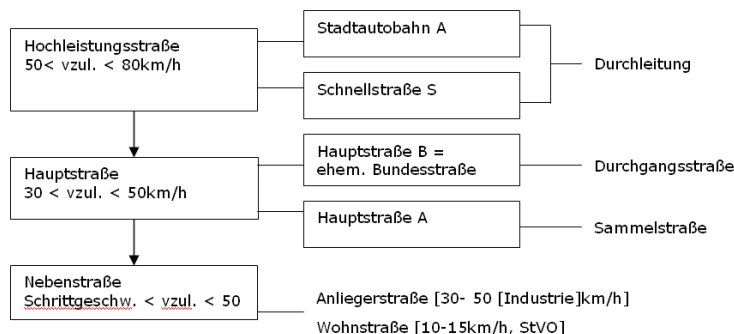 Hochleistungsstraße
50< vzul. < 80km/h
Stadtautobahn A
Schnellstraße S
Durchleitung
Hauptstraße
30 < vzul. < 50km/h
Hauptstraße B =
ehem. Bundesstraße
Durchgangsstraße
Hauptstraße A
Sammelstraße
Nebenstraße
Schrittgeschw. < vzul. < 50
Anliegerstraße [30- 50 [Industrie]km/h]
Wohnstraße [10-15km/h, StVO]